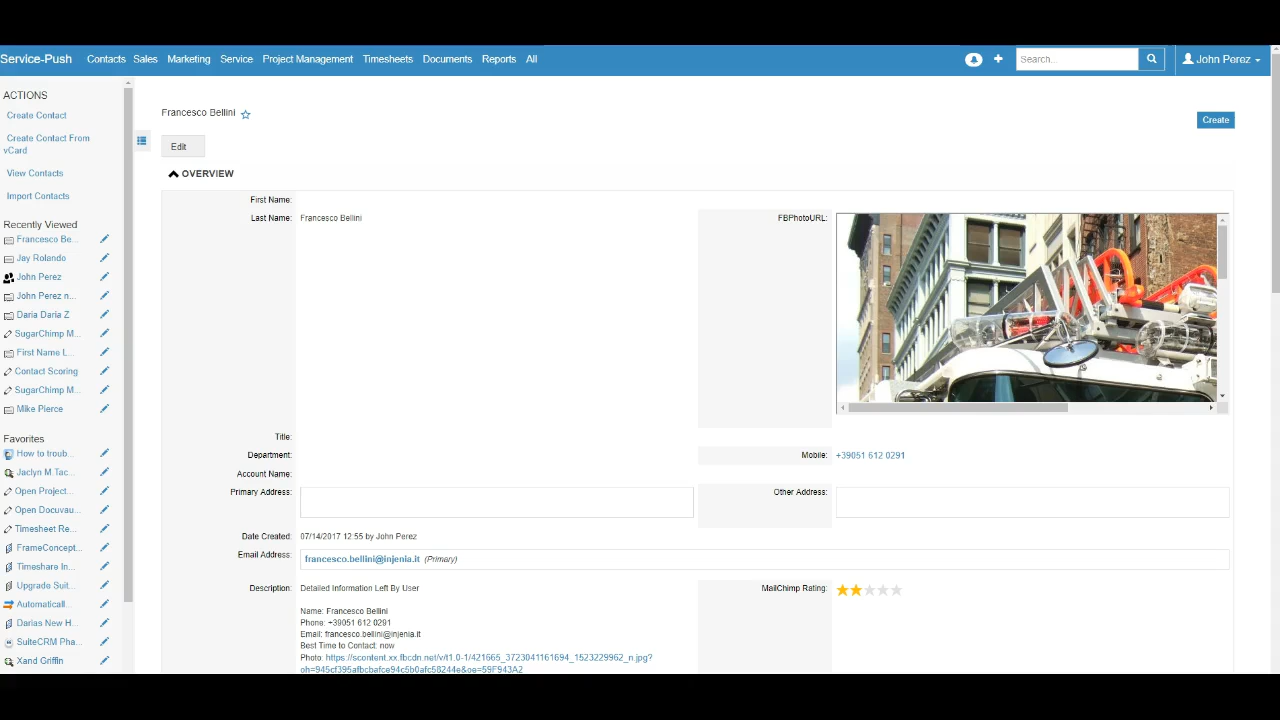 Service-Push Contacts Sales Marketing Service Project Management Timesheets Documents Reports All Search... John Perez
ACTIONS
Create Contact
Create Contact From
vCard
View Contacts
Import Contacts
Recently Viewed
Francesco Be...
Jay Rolando
John Perez
John Perez n...
Daria Daria Z
SugarChimp M...
First Name L...
Contact Scoring
SugarChimp M...
Mike Pierce
Favorites
How to troub...
Jaclyn M Tac...
Open Project...
Open Docuvau...
Timesheet Re...
FrameConcept...
Timeshare In...
Upgrade Suit...
Automaticall...
Darias New H...
SuiteCRM Pha...
Xand Griffin
Francesco Bellini
Create
Edit
OVERVIEW
First Name:
Last Name: Francesco Bellini FBPhotoURL:
Title:
Department: Mobile: +39051 612 0291
Account Name:
Primary Address: Other Address:
Date Created: 07/14/2017 12:55 by John Perez
Email Address: francesco.bellini@injenia.it (Primary)
Description: Detailed Information Left By User MailChimp Rating:
Name: Francesco Bellini
Phone: +39051 612 0291
Email: francesco.bellini@injenia.it
Best Time to Contact: now
Photo: https://scontent.xx.fbcdn.net/v/t1.0-1/421665_3723041161694_1523229962_n.jpg?
oh=945cf395afbcbafce94c5b0afc58244e&oe=59F943A2